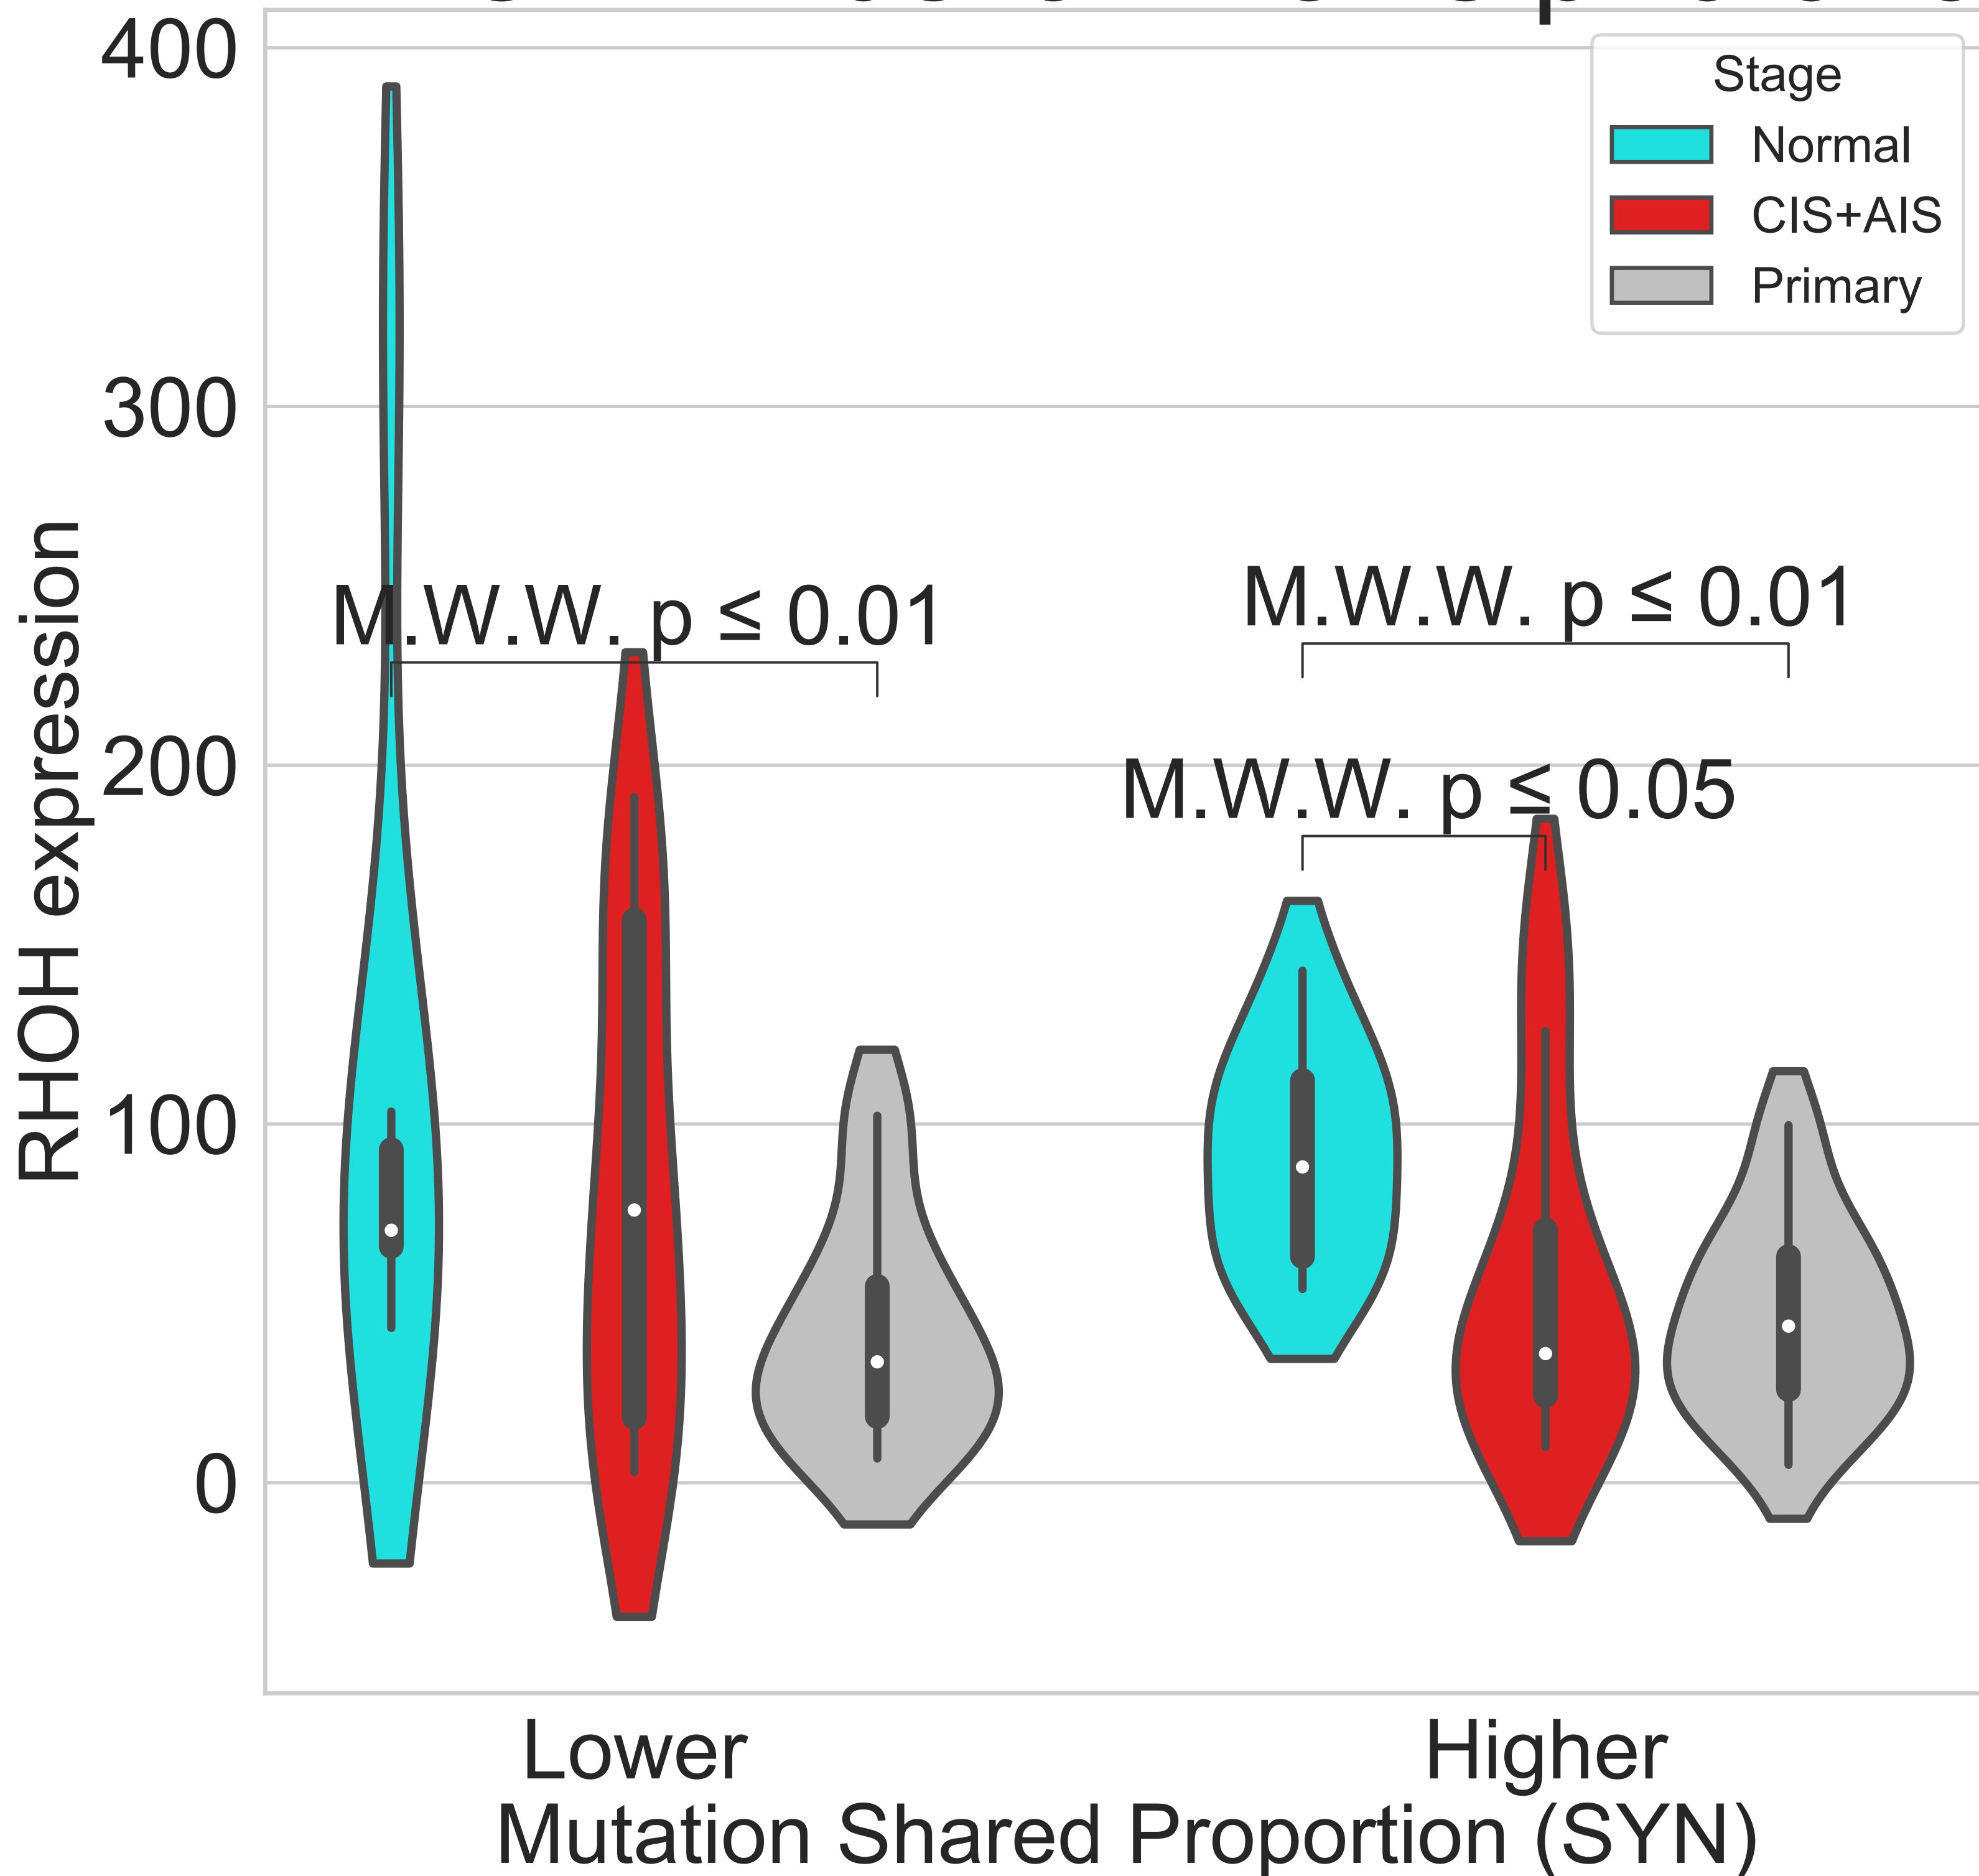 400
Stage
Normal
CIS+AIS
Primary
300
M.W.W. p ≤ 0.01
M.W.W. p ≤ 0.01
200
M.W.W. p ≤ 0.05
RHOH expression
100
0
Lower
Higher
Mutation Shared Proportion (SYN)